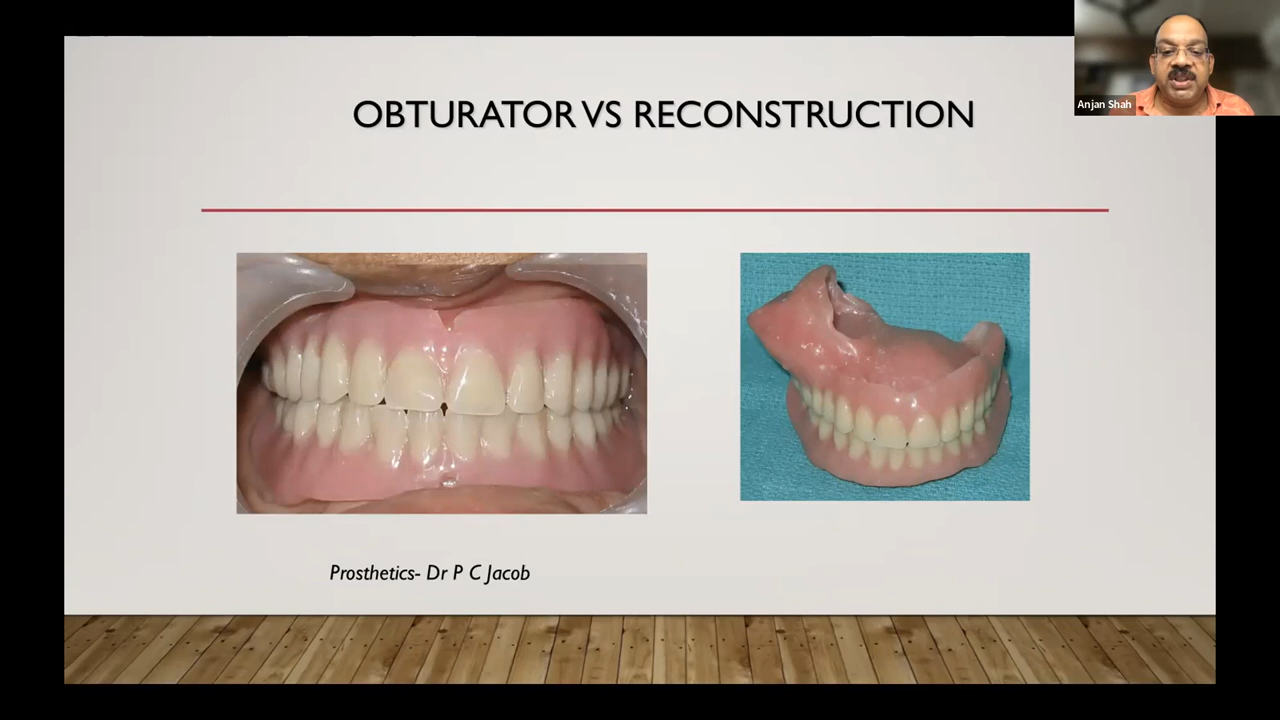 OBTURATOR VS RECONSTRUCTION
Anjan Shah
Prosthetics- Dr P C Jacob